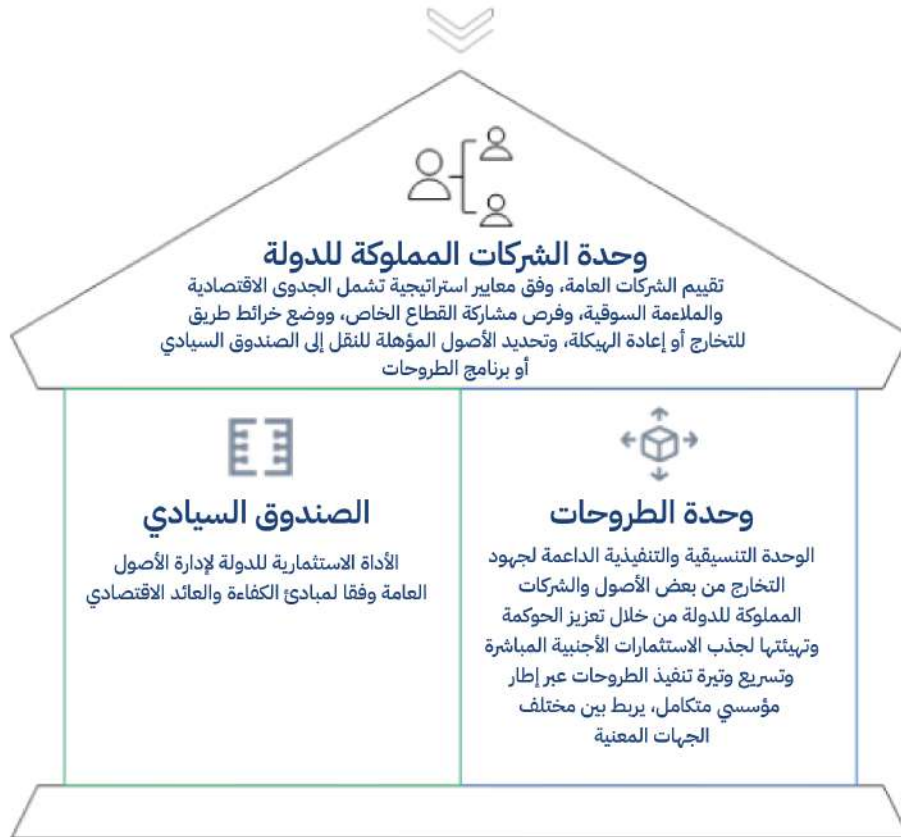 وحدة الشركات المملوكة للدولة
تقييم الشركات العامة، وفق معايير استراتيجية تشمل الجدوى الاقتصادية
والملاءمة السوقية، وفرص مشاركة القطاع الخاص، ووضع خرائط طريق
للتخارج أو إعادة الهيكلة، وتحديد الأصول المؤهلة للنقل إلى الصندوق السيادي
أو برنامج الطروحات
وحدة الطروحات
الوحدة التنسيقية والتنفيذية الداعمة لجهود
التخارج من بعض الأصول والشركات
المملوكة للدولة من خلال تعزيز الحوكمة
وتهيئتها لجذب الاستثمارات الأجنبية المباشرة
وتسريع وتيرة تنفيذ الطروحات عبر إطار
مؤسسي متكامل، يربط بين مختلف
الجهات المعنية
الصندوق السيادي
الأداة الاستثمارية للدولة لإدارة الأصول
العامة وفقا لمبادئ الكفاءة والعائد الاقتصادي